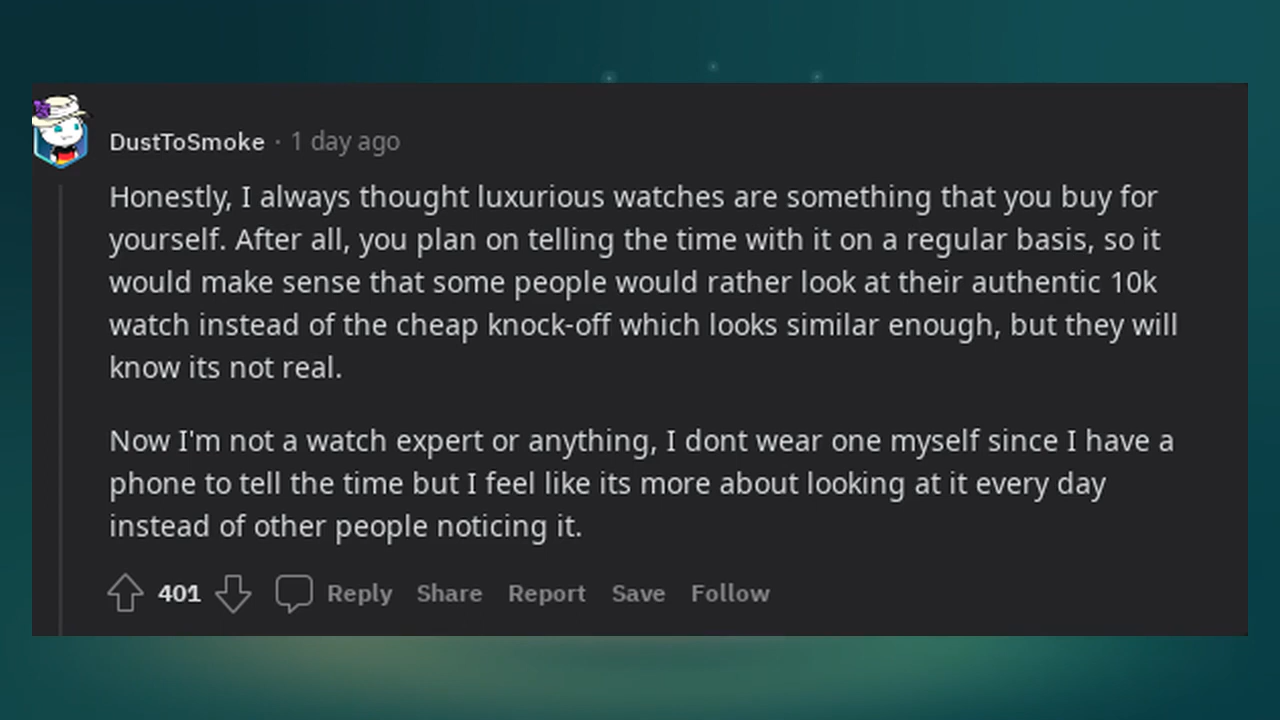 DustToSmoke · 1 day ago
Honestly, I always thought luxurious watches are something that you buy for
yourself. After all, you plan on telling the time with it on a regular basis, so it
would make sense that some people would rather look at their authentic 10k
watch instead of the cheap knock-off which looks similar enough, but they will
know its not real.
Now I'm not a watch expert or anything, I dont wear one myself since I have a
phone to tell the time but I feel like its more about looking at it every day
instead of other people noticing it.
401 Reply Share Report Save Follow